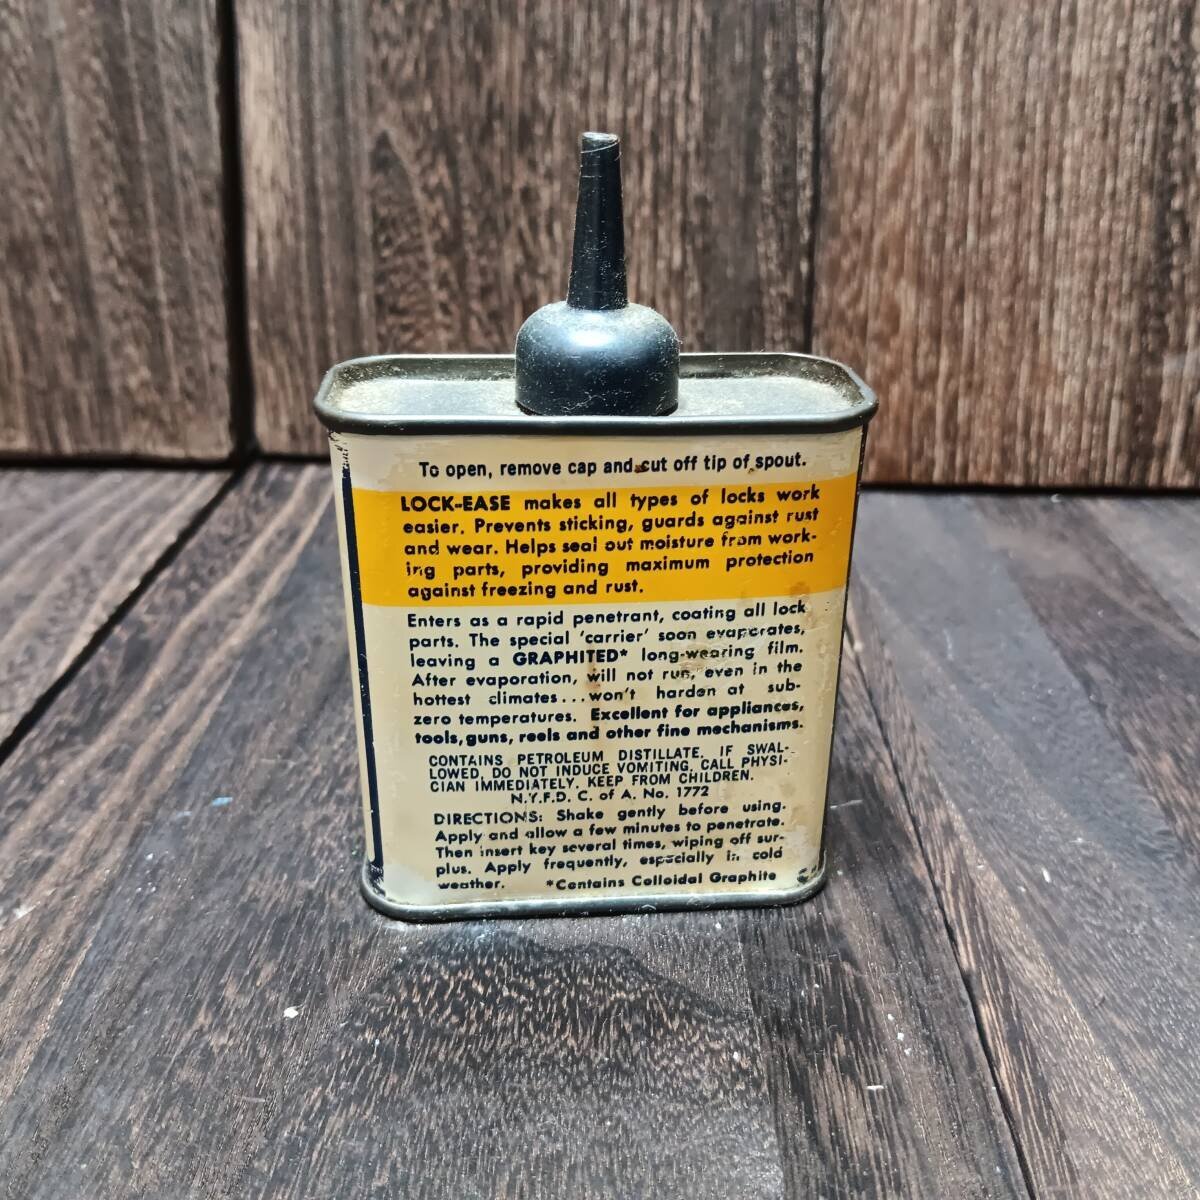 To open, remove cap and cut off tip of spout.
LOCK-EASE makes all types of locks work
easier. Prevents sticking, guards against rust
and wear. Helps seal out moisture from work-
ing parts, providing maximum protection
against freezing and rust.
Enters as a rapid penetrant, coating all lock
parts. The special 'carrier' soon evaporates,
leaving a GRAPHITED* long-wearing film.
After evaporation, will not run, even in the
hottest climates...won't harden at sub-
zero temperatures. Excellent for appliances,
tools, guns, reels and other fine mechanisms.
CONTAINS PETROLEUM DISTILLATE. IF SWAL-
LOWED, DO NOT INDUCE VOMITING. CALL PHYSI-
CIAN IMMEDIATELY. KEEP FROM CHILDREN.
N.Y.F.D. C. of A. No. 1772
DIRECTIONS: Shake gently before using.
Apply and allow a few minutes to penetrate.
Then insert key several times, wiping off sur-
plus. Apply frequently, especially in cold
weather. *Contains Colloidal Graphite